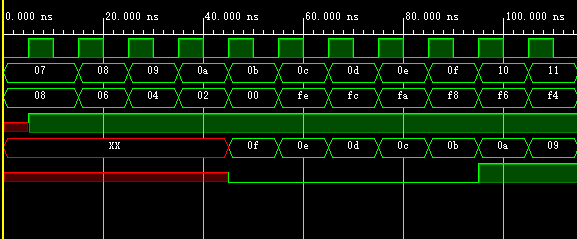 0.000 ns 20.000 ns 40.000 ns 60.000 ns 80.000 ns 100.000 ns
07 08 09 0a 0b 0c 0d 0e 0f 10 11
08 06 04 02 00 fe fc fa f8 f6 f4
XX 0f 0e 0d 0c 0b 0a 09